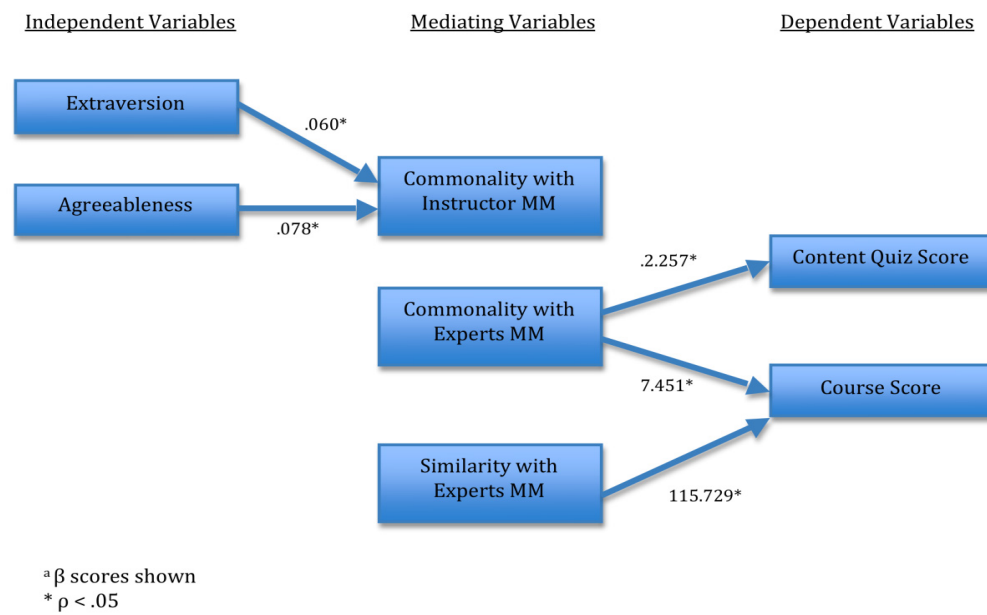 Independent Variables
Mediating Variables
Dependent Variables
Extraversion
.060*
Commonality with
Instructor MM
Agreeableness
.078*
Content Quiz Score
.2.257*
Commonality with
Experts MM
7.451*
Course Score
Similarity with
Experts MM
115.729*
ᵃ β scores shown
* ρ < .05